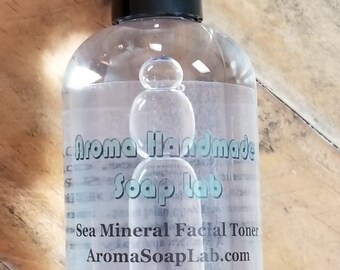 Aroma Handmade
Soap Lab
Sea Mineral Facial Toner
AromaSoapLab.com